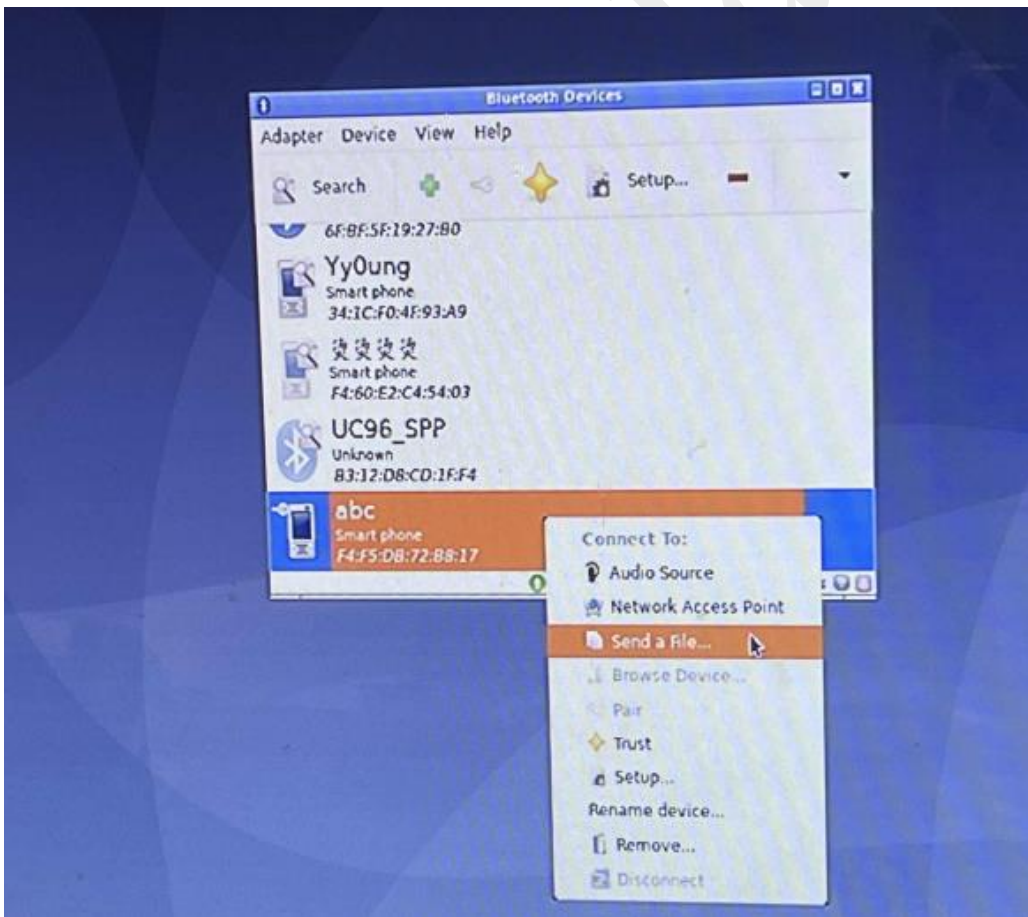 Bluetooth Devices
Adapter Device View Help
Search Setup...
6F:BF:5F:19:27:B0
Yy0ung
Smart phone
34:1C:F0:4F:93:A9
烫烫烫烫
Smart phone
F4:60:E2:C4:54:03
UC96_SPP
Unknown
B3:12:D8:CD:1F:F4
abc
Smart phone
F4:F5:DB:72:B8:17
Connect To:
Audio Source
Network Access Point
Send a File...
Browse Device...
Pair
Trust
Setup...
Rename device...
Remove...
Disconnect